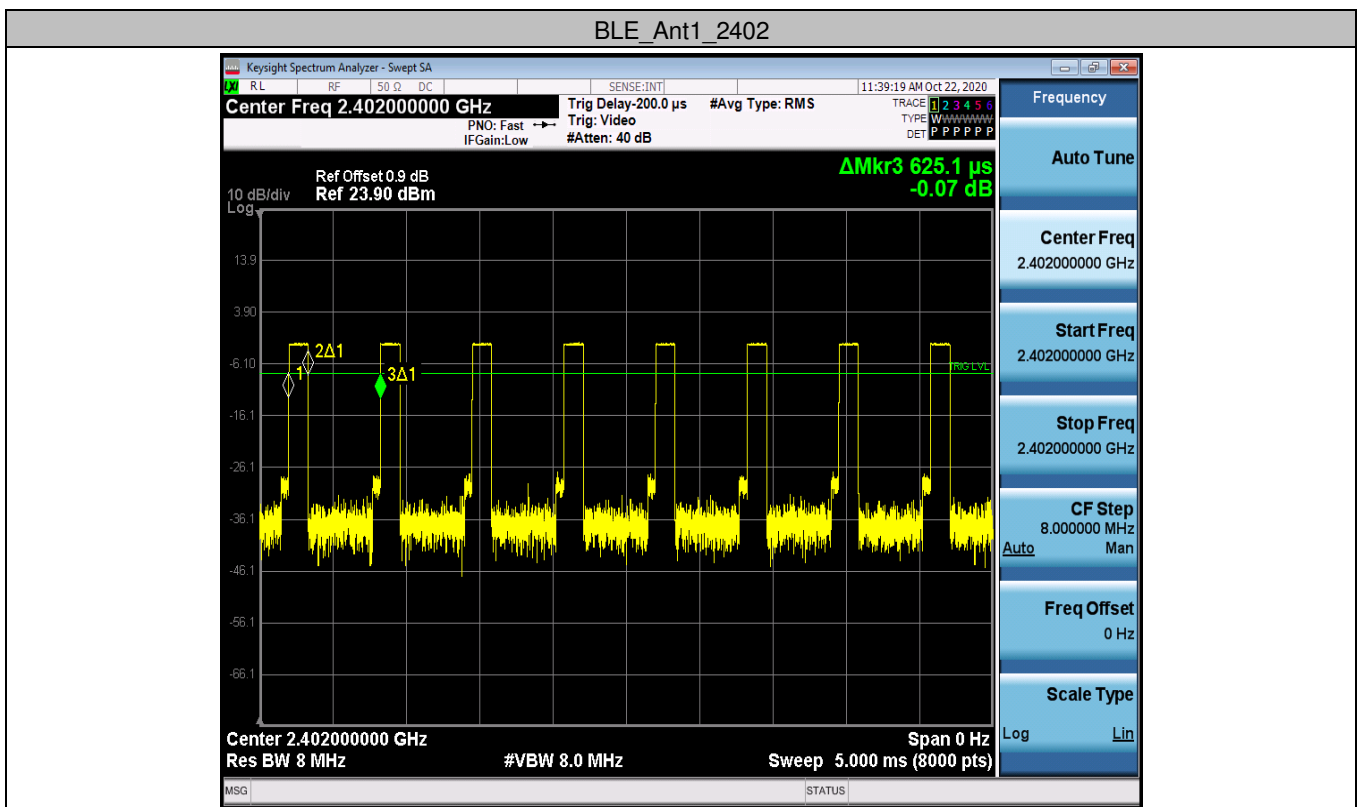 BLE_Ant1_2402
Keysight Spectrum Analyzer - Swept SA
LXI RL RF 50 Ω DC SENSE:INT 11:39:19 AM Oct 22, 2020
Center Freq 2.402000000 GHz
PNO: Fast
IFGain:Low
Trig Delay-200.0 µs
Trig: Video
#Atten: 40 dB
#Avg Type: RMS
TRACE 1 2 3 4 5 6
TYPE WWWWWW
DET P P P P P P
ΔMkr3 625.1 µs
-0.07 dB
Ref Offset 0.9 dB
10 dB/div Ref 23.90 dBm
Log
13.9
3.90
-6.10
-16.1
-26.1
-36.1
-46.1
-56.1
-66.1
1
2Δ1
3Δ1
TRIG LVL
Center 2.402000000 GHz Span 0 Hz
Res BW 8 MHz #VBW 8.0 MHz Sweep 5.000 ms (8000 pts)
MSG STATUS
Frequency
Auto Tune
Center Freq
2.402000000 GHz
Start Freq
2.402000000 GHz
Stop Freq
2.402000000 GHz
CF Step
8.000000 MHz
Auto Man
Freq Offset
0 Hz
Scale Type
Log Lin